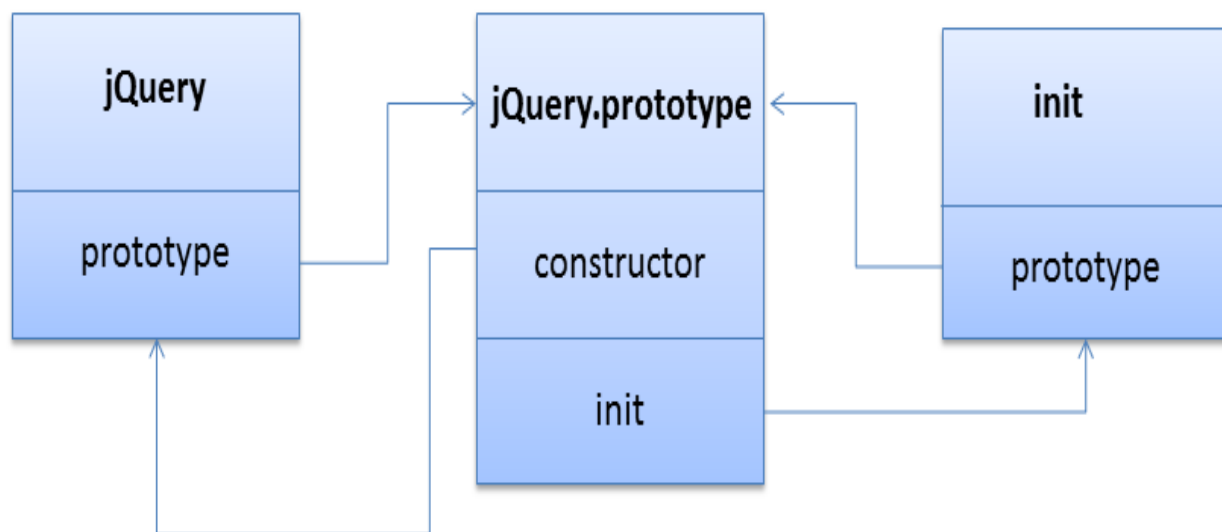 jQuery
prototype
jQuery.prototype
constructor
init
init
prototype